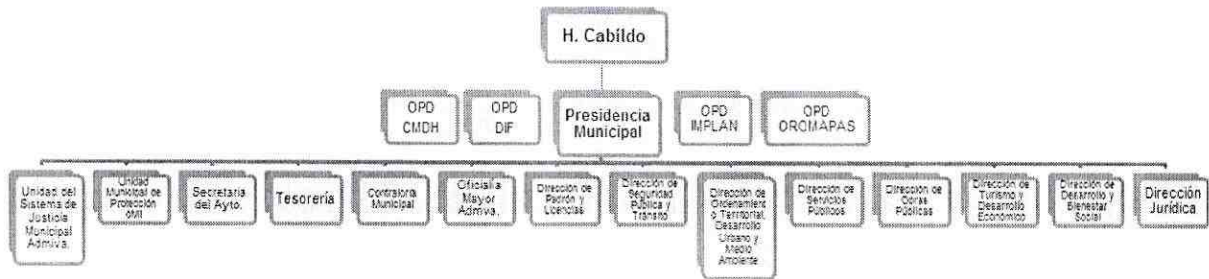 H. Cabildo
OPD
CMDH
OPD
DIF
Presidencia
Municipal
OPD
IMPLAN
OPD
OROMAPAS
Unidad del
Sistema de
Justicia
Municipal
Admiva.
Unidad
Municipal de
Protección
Secretaria
del Ayto.
Tesorería
Contraloría
Municipal
Oficialía
Mayor
Admiva.
Dirección de
Padrón y
Licencias
Dirección de
Seguridad
Pública y
Tránsito
Dirección de
Ordenamient
o Territorial,
Desarrollo
Urbano y
Medio
Ambiente
Dirección de
Servicios
Públicos
Dirección de
Obras
Públicas
Dirección de
Turismo y
Desarrollo
Económico
Dirección de
Desarrollo y
Bienestar
Social
Dirección
Jurídica